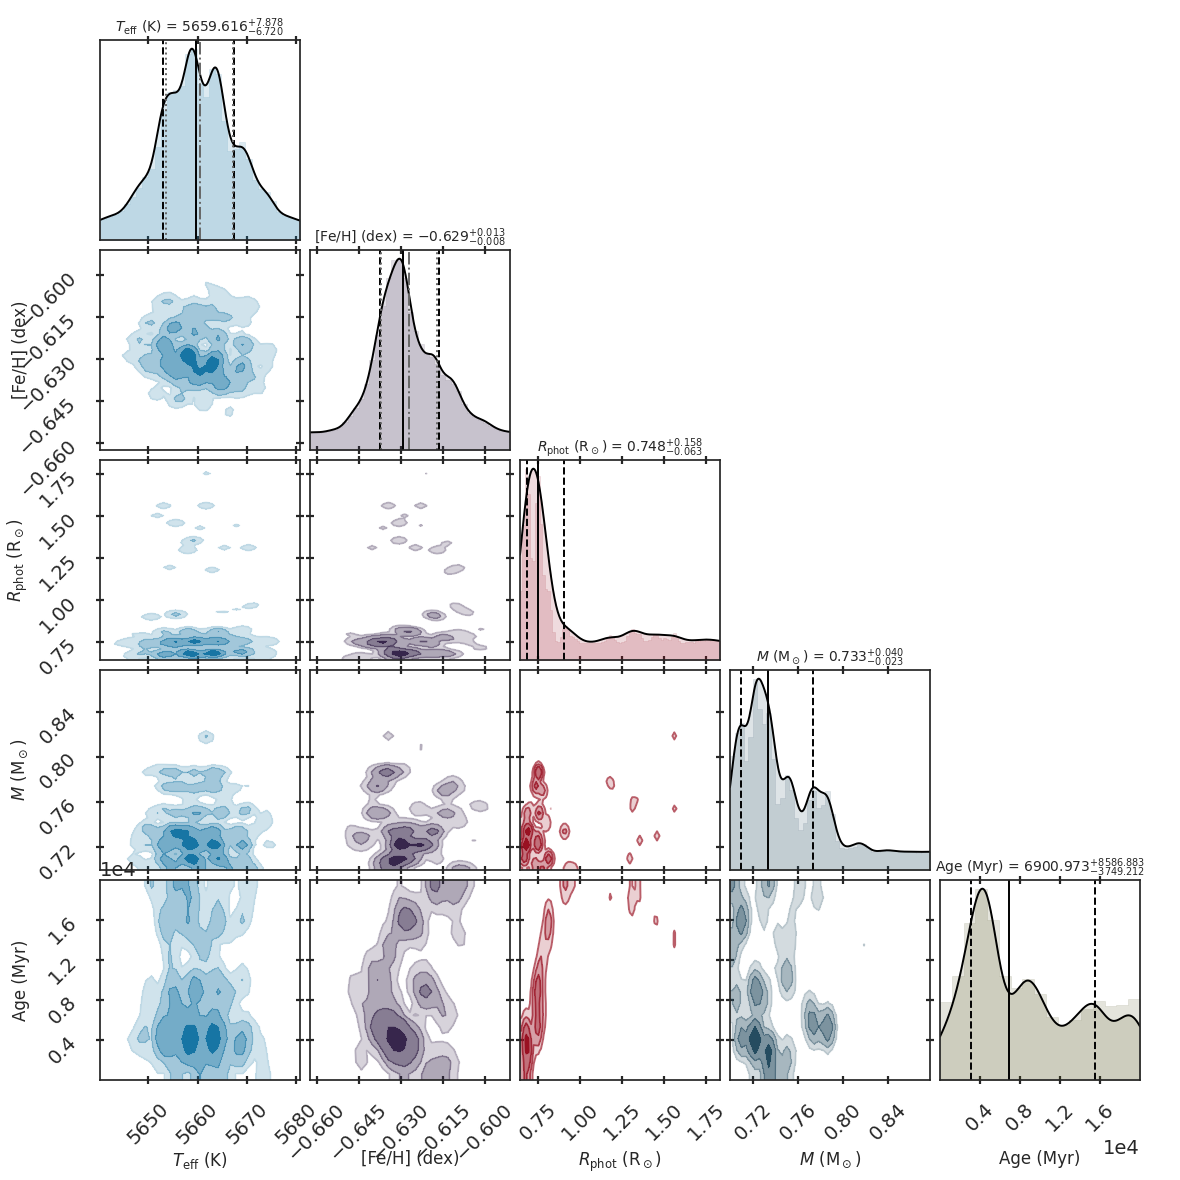 T_eff (K) = 5659.616 +7.878 −6.720
[Fe/H] (dex) = −0.629 +0.013 −0.008
[Fe/H] (dex)
−0.600
−0.615
−0.630
−0.645
−0.660
R_phot (R⊙) = 0.748 +0.158 −0.063
R_phot (R⊙)
1.75
1.50
1.25
1.00
0.75
M (M⊙) = 0.733 +0.040 −0.023
M (M⊙)
0.84
0.80
0.76
0.72
1e4
Age (Myr) = 6900.973 +8586.883 −3749.212
Age (Myr)
1.6
1.2
0.8
0.4
5650 5660 5670 5680
−0.660 −0.645 −0.630 −0.615 −0.600
0.75 1.00 1.25 1.50 1.75
0.72 0.76 0.80 0.84
0.4 0.8 1.2 1.6
1e4
T_eff (K)
[Fe/H] (dex)
R_phot (R⊙)
M (M⊙)
Age (Myr)